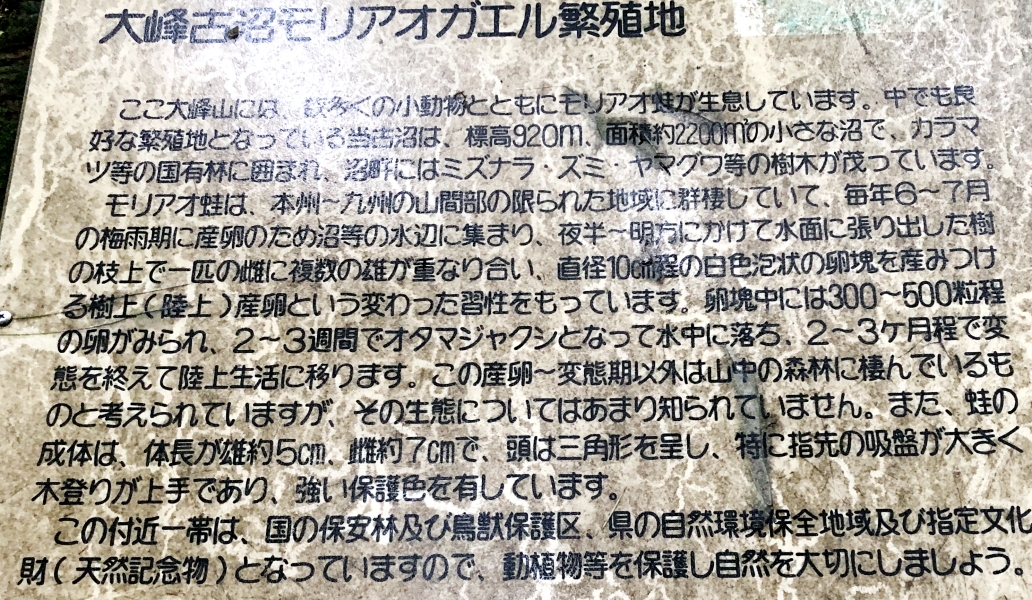 大峰古沼モリアオガエル繁殖地
ここ大峰山には、数多くの小動物とともにモリアオ蛙が生息しています。中でも良
好な繁殖地となっている当古沼は、標高920m、面積約2200㎡の小さな沼で、カラマ
ツ等の国有林に囲まれ、沼畔にはミズナラ・ズミ・ヤマグワ等の樹木が茂っています。
モリアオ蛙は、本州～九州の山間部の限られた地域に群棲していて、毎年6～7月
の梅雨期に産卵のため沼等の水辺に集まり、夜半～明方にかけて水面に張り出した樹
の枝上で一匹の雌に複数の雄が重なり合い、直径10㎝程の白色泡状の卵塊を産みつけ
る樹上(陸上)産卵という変わった習性をもっています。卵塊中には300～500粒程
の卵がみられ、2～3週間でオタマジャクシとなって水中に落ち、2～3ケ月程で変
態を終えて陸上生活に移ります。この産卵～変態期以外は山中の森林に棲んでいるも
のと考えられていますが、その生態についてはあまり知られていません。また、蛙の
成体は、体長が雄約5cm、雌約7cmで、頭は三角形を呈し、特に指先の吸盤が大きく
木登りが上手であり、強い保護色を有しています。
この付近一帯は、国の保安林及び鳥獣保護区、県の自然環境保全地域及び指定文化
財(天然記念物)となっていますので、動植物等を保護し自然を大切にしましょう。